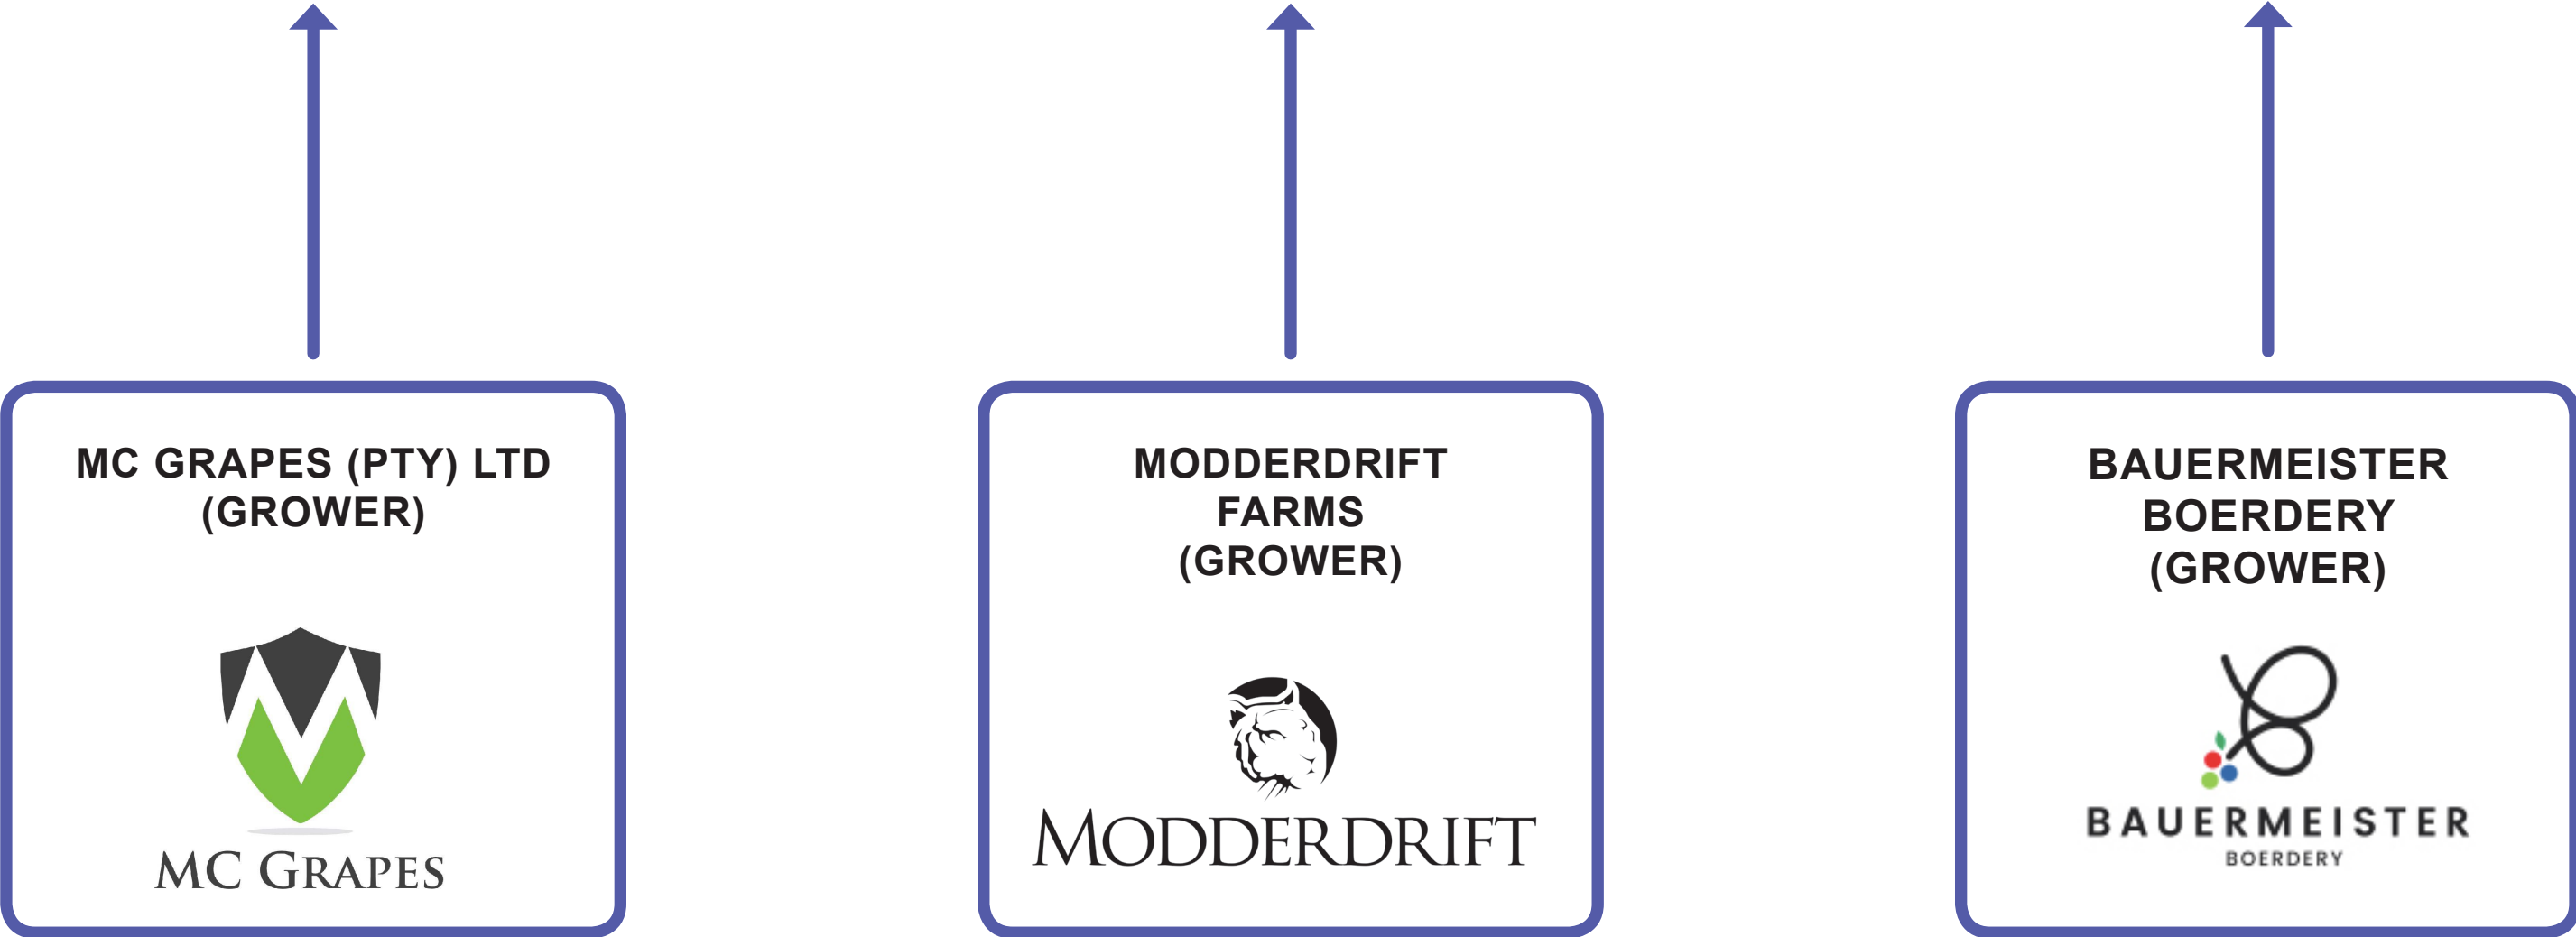 MC GRAPES (PTY) LTD
(GROWER)
MC GRAPES
MODDERDRIFT
FARMS
(GROWER)
MODDERDRIFT
BAUERMEISTER
BOERDERY
(GROWER)
BAUERMEISTER
BOERDERY